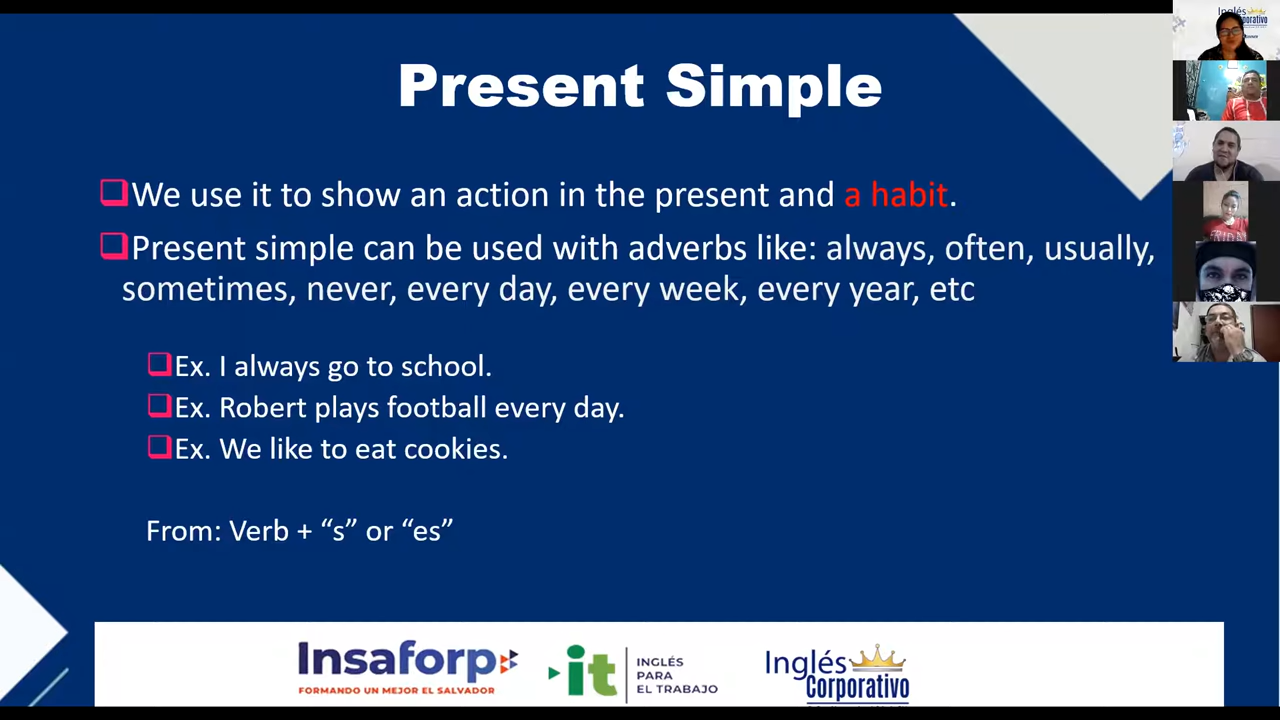 Present Simple
We use it to show an action in the present and a habit.
Present simple can be used with adverbs like: always, often, usually,
sometimes, never, every day, every week, every year, etc
Ex. I always go to school.
Ex. Robert plays football every day.
Ex. We like to eat cookies.
From: Verb + “s” or “es”
Insaforp
FORMANDO UN MEJOR EL SALVADOR
it
INGLÉS
PARA
EL TRABAJO
Inglés
Corporativo
Inglés